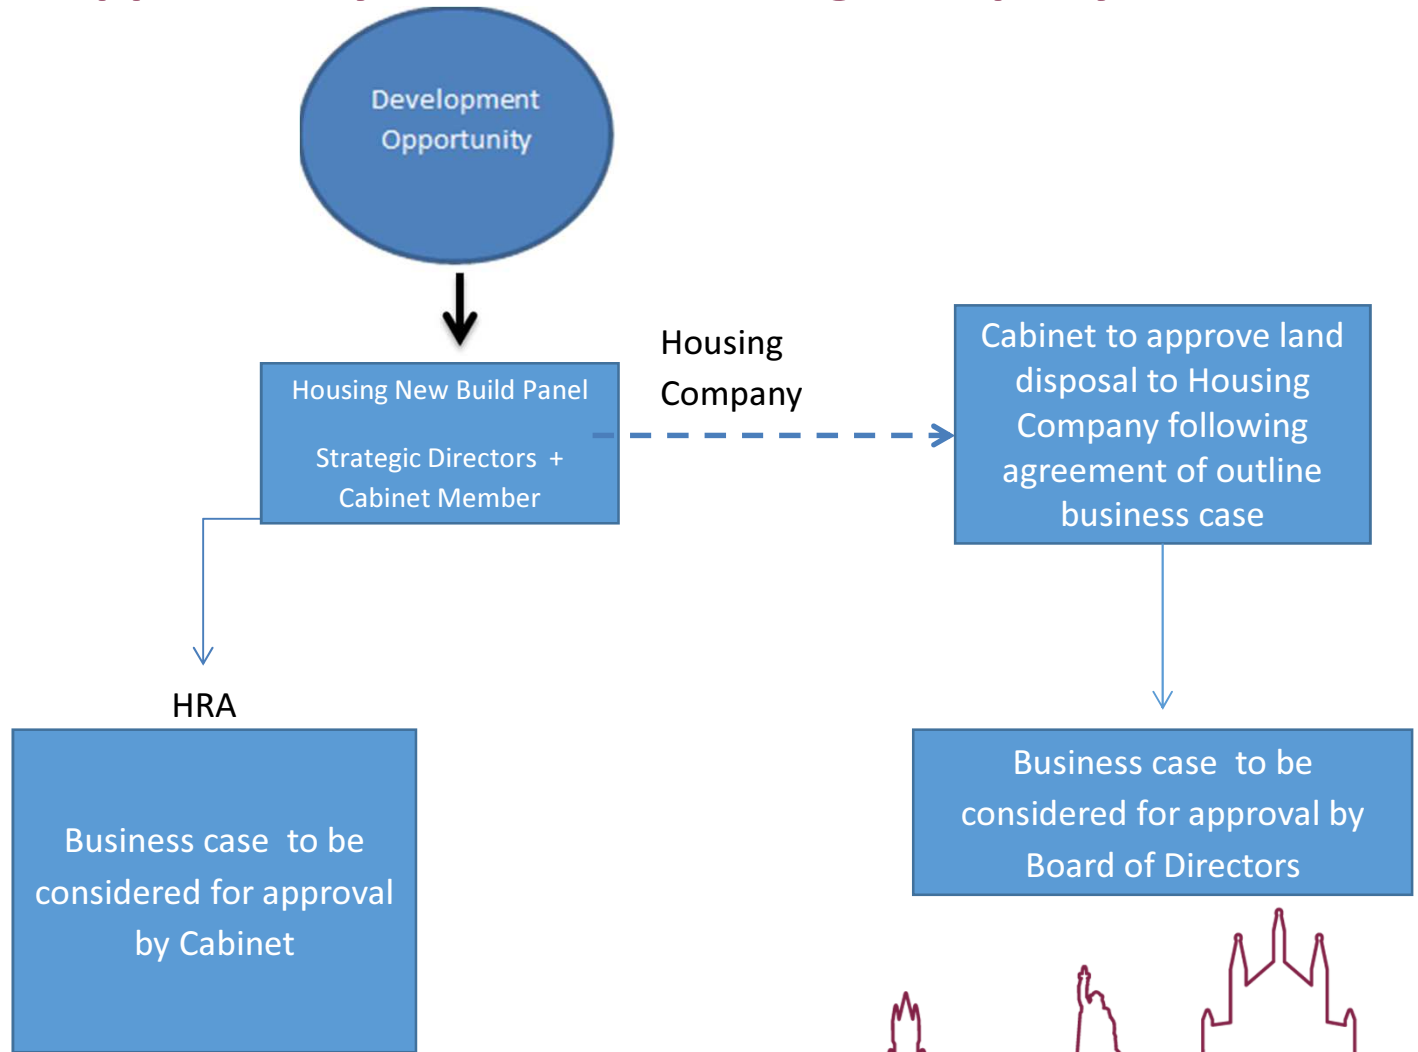 Development
Opportunity
Housing New Build Panel
Strategic Directors +
Cabinet Member
Housing
Company
Cabinet to approve land
disposal to Housing
Company following
agreement of outline
business case
HRA
Business case to be
considered for approval
by Cabinet
Business case to be
considered for approval by
Board of Directors